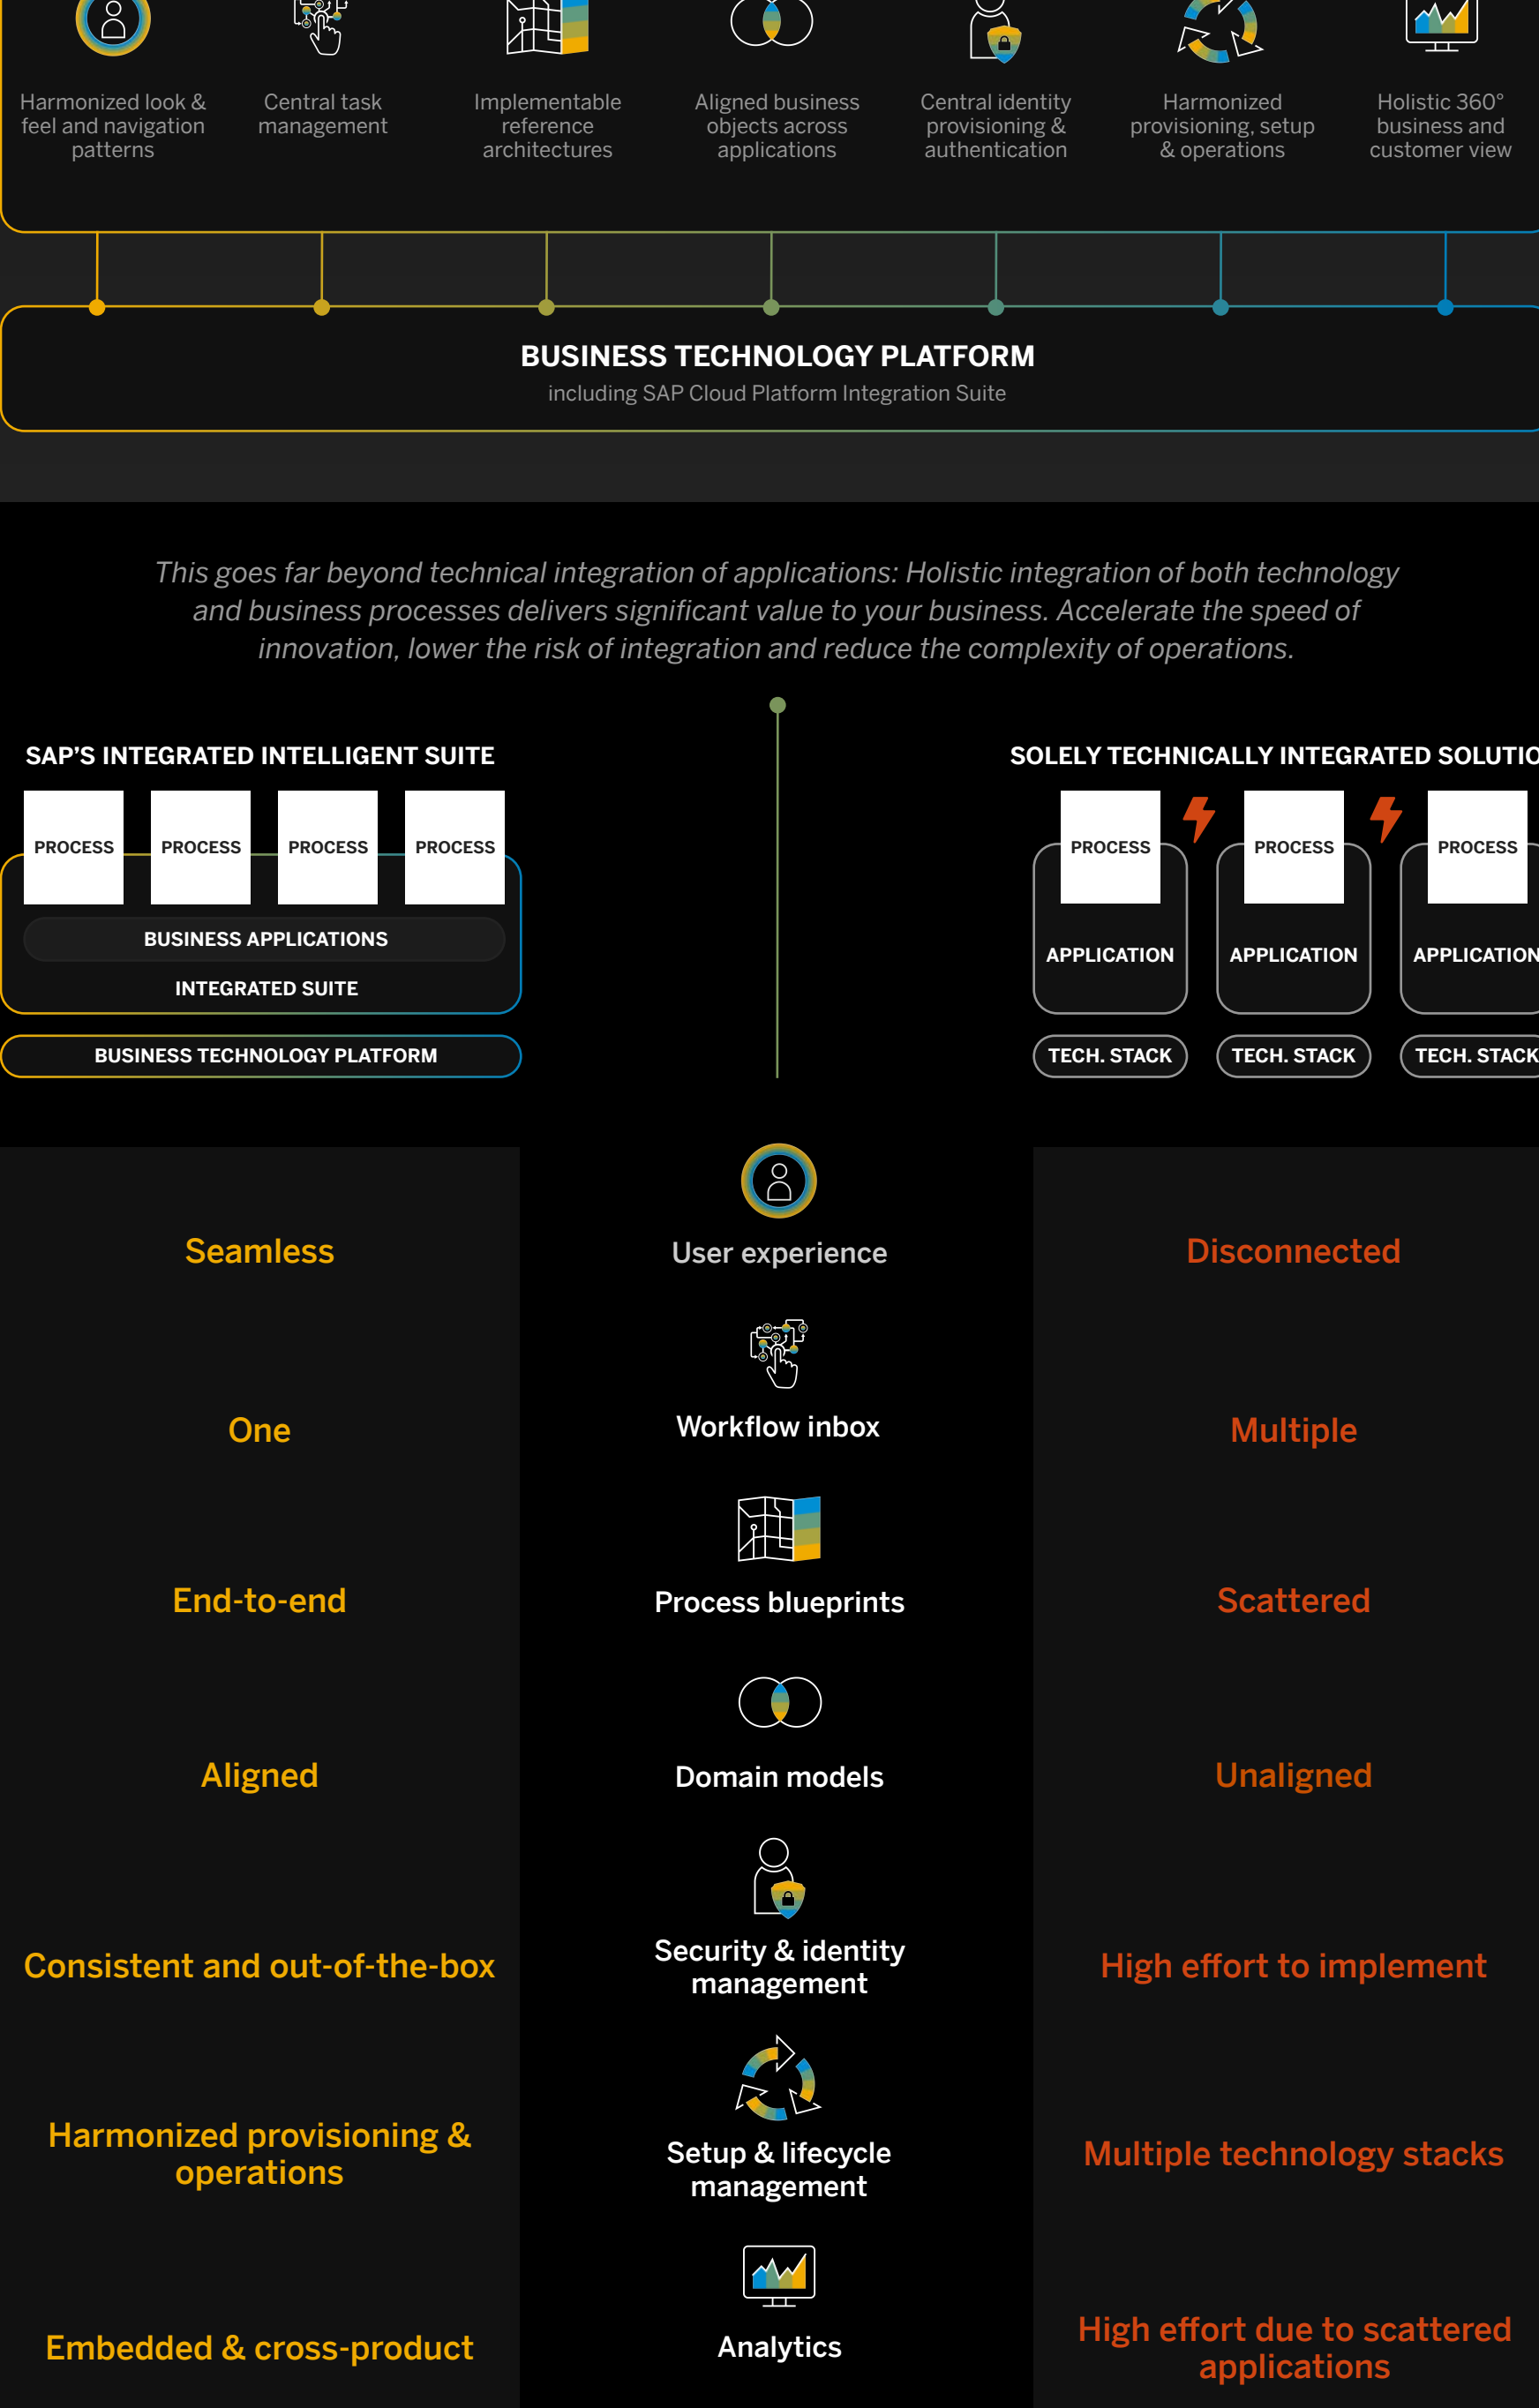 Harmonized look &
feel and navigation
patterns
Central task
management
Implementable
reference
architectures
Aligned business
objects across
applications
Central identity
provisioning &
authentication
Harmonized
provisioning, setup
& operations
Holistic 360°
business and
customer view
BUSINESS TECHNOLOGY PLATFORM
including SAP Cloud Platform Integration Suite
This goes far beyond technical integration of applications: Holistic integration of both technology
and business processes delivers significant value to your business. Accelerate the speed of
innovation, lower the risk of integration and reduce the complexity of operations.
SAP’S INTEGRATED INTELLIGENT SUITE
PROCESS PROCESS PROCESS PROCESS
BUSINESS APPLICATIONS
INTEGRATED SUITE
BUSINESS TECHNOLOGY PLATFORM
SOLELY TECHNICALLY INTEGRATED SOLUTIO
PROCESS PROCESS PROCESS
APPLICATION APPLICATION APPLICATION
TECH. STACK TECH. STACK TECH. STACK
Seamless
User experience
Disconnected
One
Workflow inbox
Multiple
End-to-end
Process blueprints
Scattered
Aligned
Domain models
Unaligned
Consistent and out-of-the-box
Security & identity
management
High effort to implement
Harmonized provisioning &
operations
Setup & lifecycle
management
Multiple technology stacks
Embedded & cross-product
Analytics
High effort due to scattered
applications